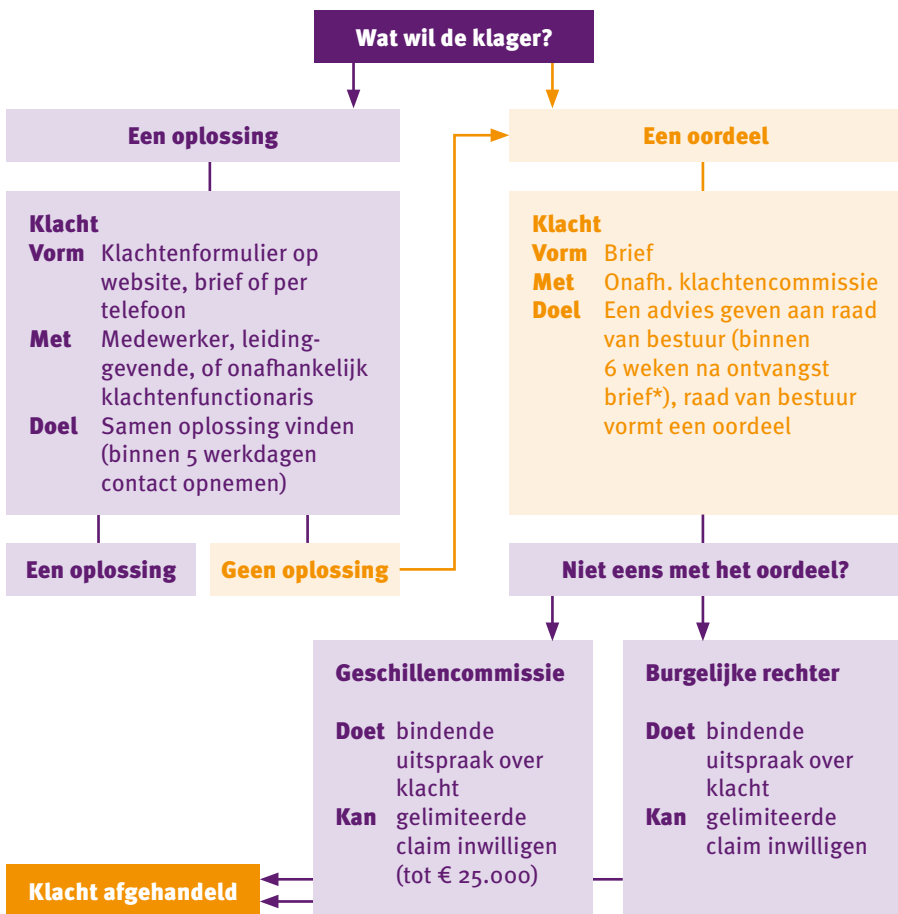 Wat wil de klager?
Een oplossing
Klacht
Vorm Klachtenformulier op
website, brief of per
telefoon
Met Medewerker, leiding-
gevende, of onafhankelijk
klachtenfunctionaris
Doel Samen oplossing vinden
(binnen 5 werkdagen
contact opnemen)
Een oplossing
Geen oplossing
Een oordeel
Klacht
Vorm Brief
Met Onafh. klachtencommissie
Doel Een advies geven aan raad
van bestuur (binnen
6 weken na ontvangst
brief*), raad van bestuur
vormt een oordeel
Niet eens met het oordeel?
Geschillencommissie
Doet bindende
uitspraak over
klacht
Kan gelimiteerde
claim inwilligen
(tot € 25.000)
Burgelijke rechter
Doet bindende
uitspraak over
klacht
Kan gelimiteerde
claim inwilligen
Klacht afgehandeld